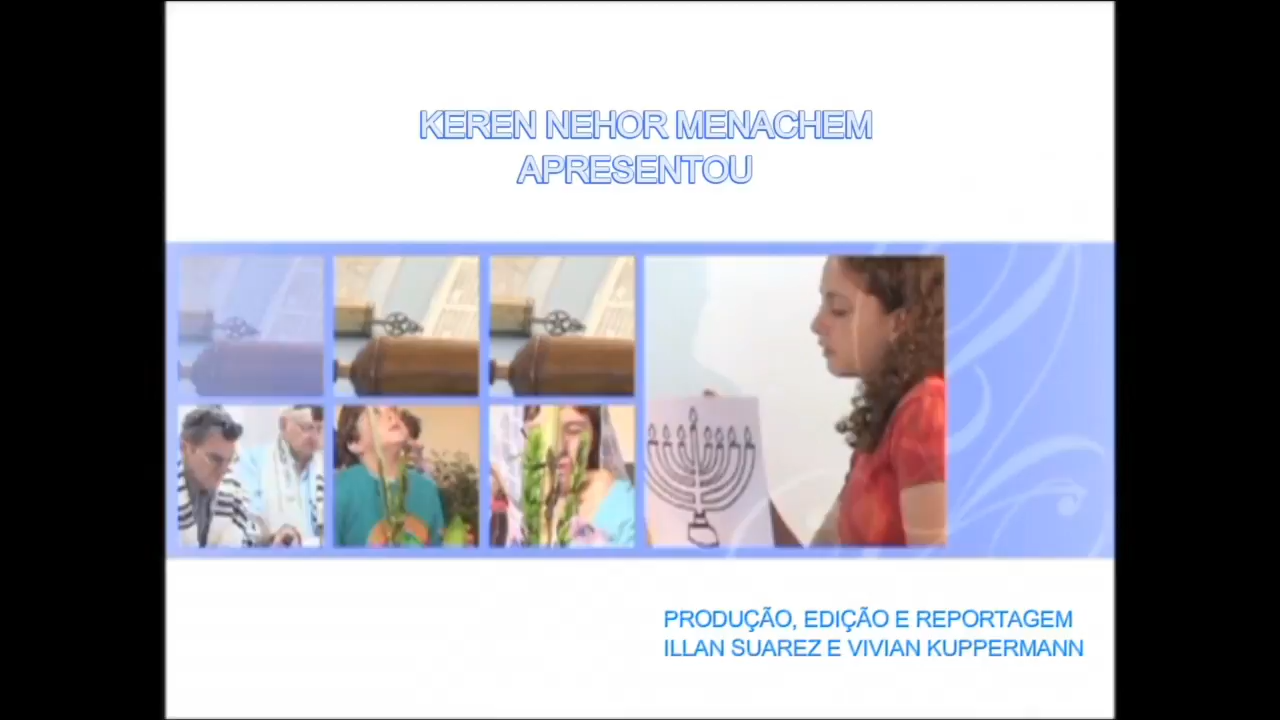 KEREN NEHOR MENACHEM
APRESENTOU
PRODUÇÃO, EDIÇÃO E REPORTAGEM
ILLAN SUAREZ E VIVIAN KUPPERMANN